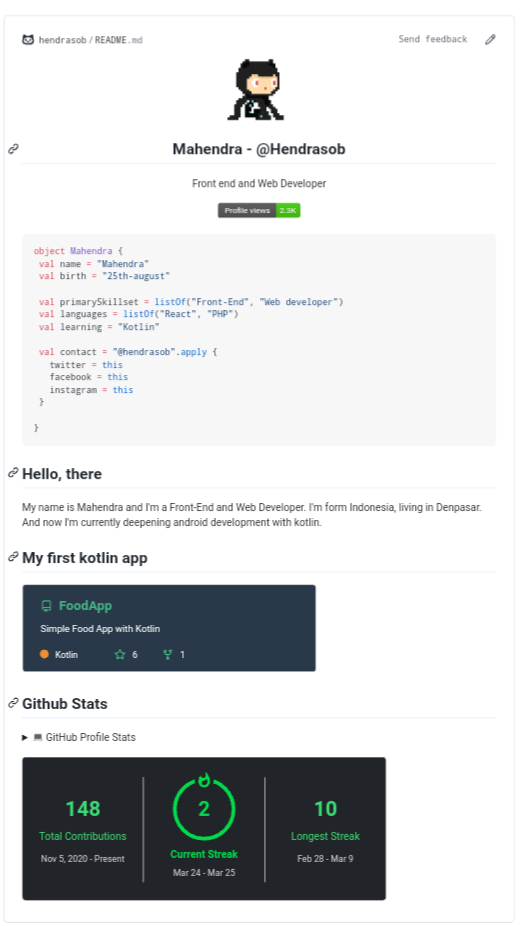 hendrasob / README.md
Send feedback
Mahendra - @Hendrasob
Front end and Web Developer
Profile views 2.3K
object Mahendra {
val name = "Mahendra"
val birth = "25th-august"
val primarySkillset = listOf("Front-End", "Web developer")
val languages = listOf("React", "PHP")
val learning = "Kotlin"
val contact = "@hendrasob".apply {
twitter = this
facebook = this
instagram = this
}
}
Hello, there
My name is Mahendra and I'm a Front-End and Web Developer. I'm form Indonesia, living in Denpasar.
And now I'm currently deepening android development with kotlin.
My first kotlin app
FoodApp
Simple Food App with Kotlin
Kotlin 6 1
Github Stats
GitHub Profile Stats
148
Total Contributions
Nov 5, 2020 - Present
2
Current Streak
Mar 24 - Mar 25
10
Longest Streak
Feb 28 - Mar 9